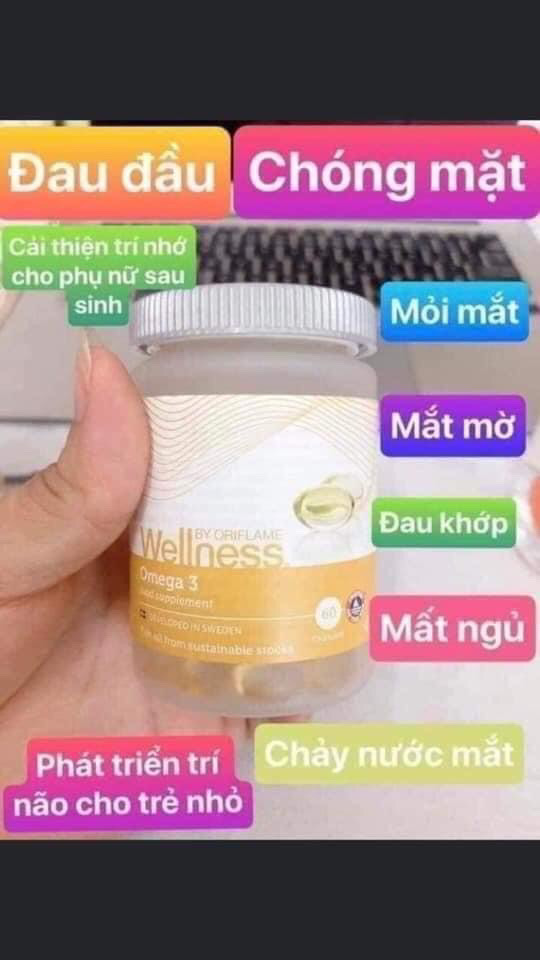 Đau đầu
Chóng mặt
Cải thiện trí nhớ
cho phụ nữ sau
sinh
Mỏi mắt
Mắt mờ
BY ORIFLAME
Wellness
Đau khớp
Omega 3
food supplement
60
DEVELOPED IN SWEDEN
Mất ngủ
Fish oil from sustainable stocks
Chảy nước mắt
Phát triển trí
não cho trẻ nhỏ